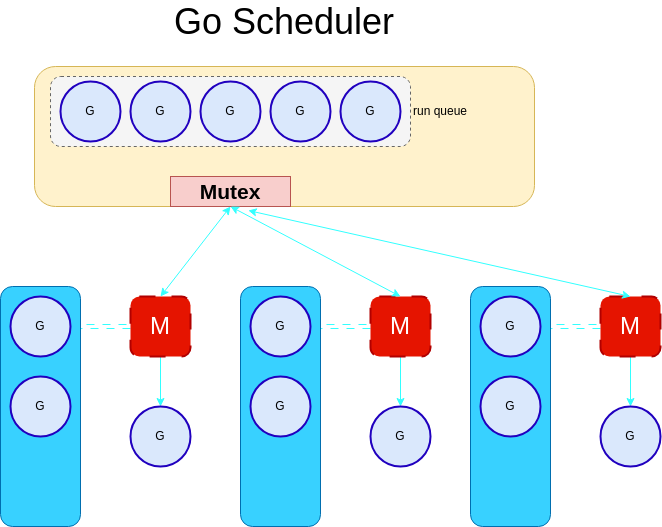 Go Scheduler
G G G G G run queue
Mutex
G M G M G M
G G G
G G G